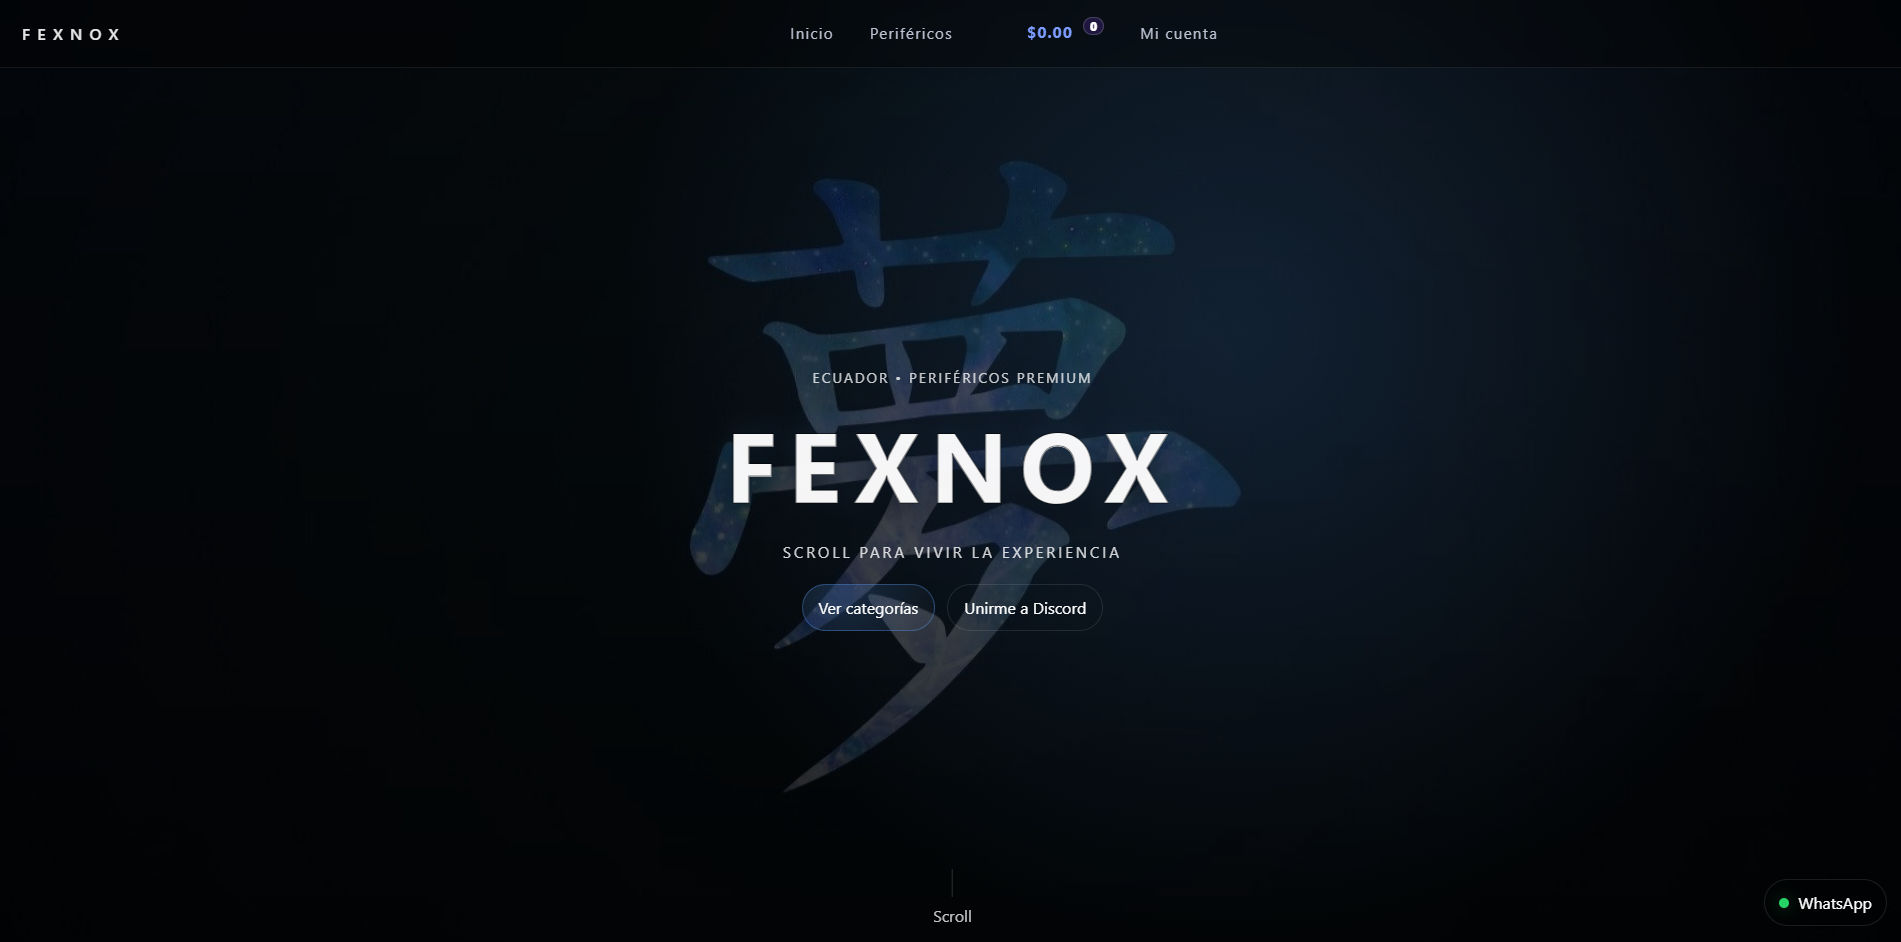 FEXNOX
Inicio Periféricos $0.00 0 Mi cuenta
夢
ECUADOR • PERIFÉRICOS PREMIUM
FEXNOX
SCROLL PARA VIVIR LA EXPERIENCIA
Ver categorías Unirme a Discord
Scroll
WhatsApp